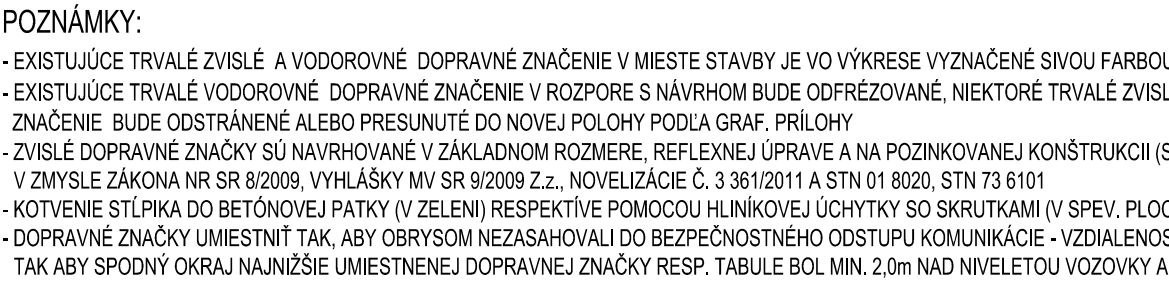 POZNÁMKY:
- EXISTUJÚCE TRVALÉ ZVISLÉ A VODOROVNÉ DOPRAVNÉ ZNAČENIE V MIESTE STAVBY JE VO VÝKRESE VYZNAČENÉ SIVOU FARBOU
- EXISTUJÚCE TRVALÉ VODOROVNÉ DOPRAVNÉ ZNAČENIE V ROZPORE S NÁVRHOM BUDE ODFRÉZOVANÉ, NIEKTORÉ TRVALÉ ZVISL
ZNAČENIE BUDE ODSTRÁNENÉ ALEBO PRESUNUTÉ DO NOVEJ POLOHY PODĽA GRAF. PRÍLOHY
- ZVISLÉ DOPRAVNÉ ZNAČKY SÚ NAVRHOVANÉ V ZÁKLADNOM ROZMERE, REFLEXNEJ ÚPRAVE A NA POZINKOVANEJ KONŠTRUKCII (S
V ZMYSLE ZÁKONA NR SR 8/2009, VYHLÁŠKY MV SR 9/2009 Z.z., NOVELIZÁCIE Č. 3 361/2011 A STN 01 8020, STN 73 6101
- KOTVENIE STĹPIKA DO BETÓNOVEJ PATKY (V ZELENI) RESPEKTÍVE POMOCOU HLINÍKOVEJ ÚCHYTKY SO SKRUTKAMI (V SPEV. PLOC
- DOPRAVNÉ ZNAČKY UMIESTNIŤ TAK, ABY OBRYSOM NEZASAHOVALI DO BEZPEČNOSTNÉHO ODSTUPU KOMUNIKÁCIE - VZDIALENOS
TAK ABY SPODNÝ OKRAJ NAJNIŽŠIE UMIESTNENEJ DOPRAVNEJ ZNAČKY RESP. TABULE BOL MIN. 2,0m NAD NIVELETOU VOZOVKY A